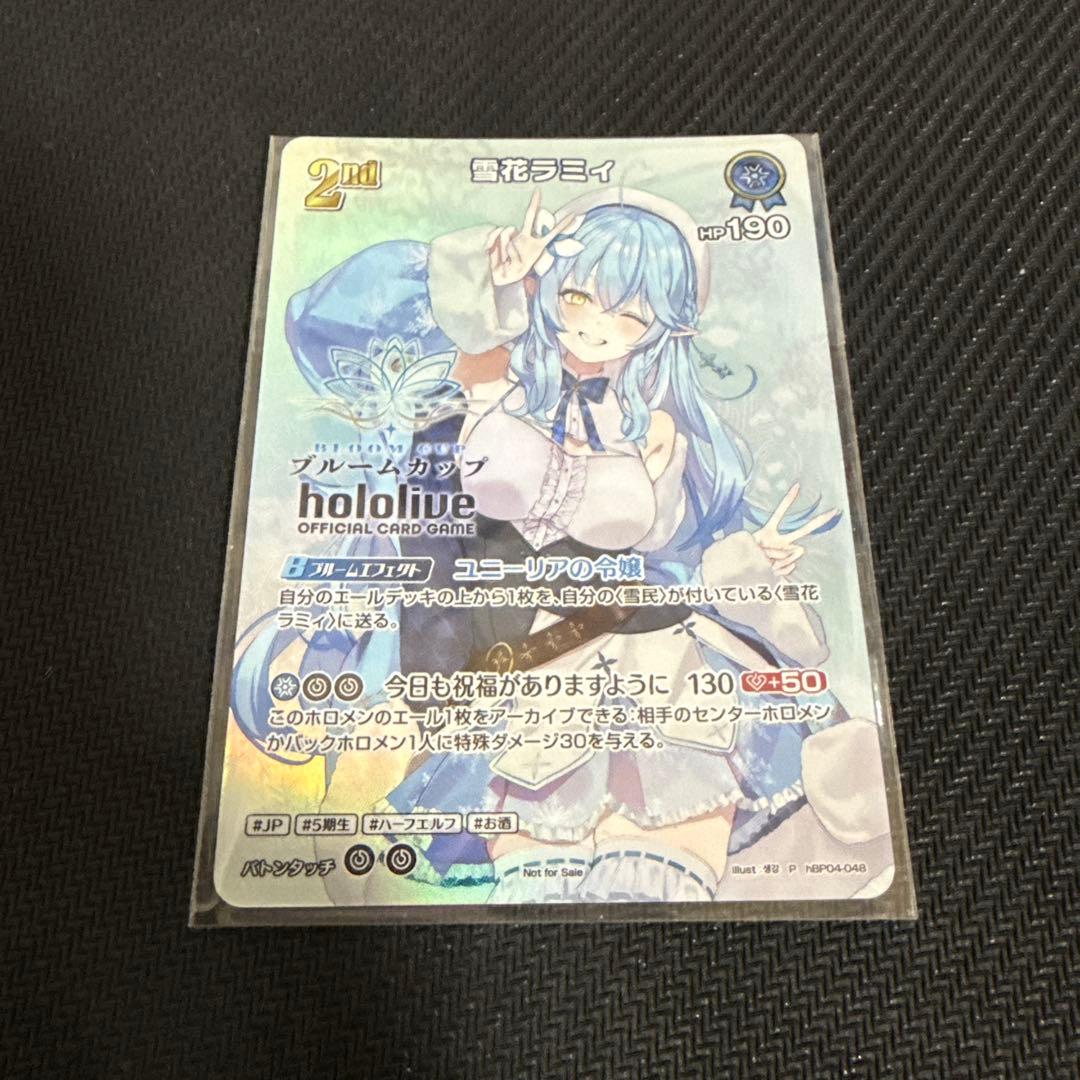 2nd
雪花ラミィ
HP190
BLOOM CUP
ブルームカップ
hololive
OFFICIAL CARD GAME
ブルームエフェクト ユニーリアの令嬢
自分のエールデッキの上から1枚を、自分の〈雪民〉が付いている〈雪花
ラミィ〉に送る。
今日も祝福がありますように 130 +50
このホロメンのエール1枚をアーカイブできる:相手のセンターホロメン
かバックホロメン1人に特殊ダメージ30を与える。
#JP #5期生 #ハーフエルフ #お酒
バトンタッチ
Not for Sale
illust 생강 P hBP04-048